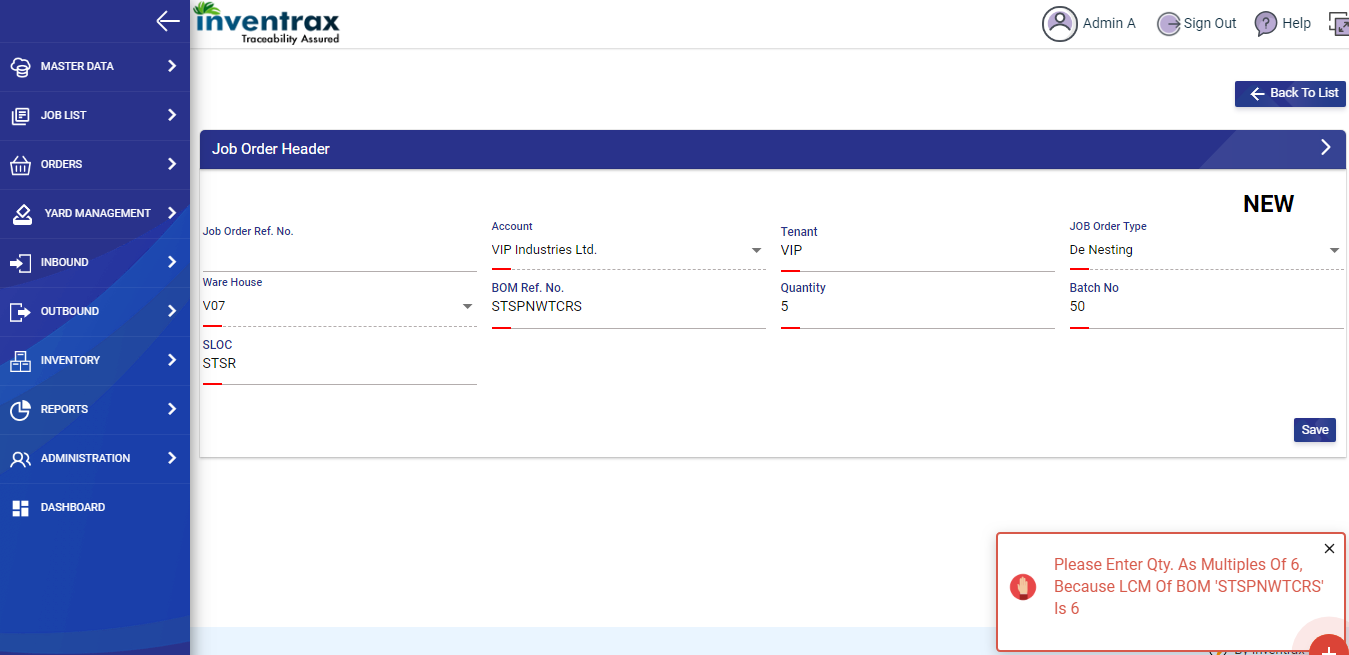 inventrax
Traceability Assured
Admin A
Sign Out
? Help
MASTER DATA
JOB LIST
ORDERS
YARD MANAGEMENT
INBOUND
OUTBOUND
INVENTORY
REPORTS
ADMINISTRATION
DASHBOARD
Back To List
Job Order Header
NEW
Job Order Ref. No.
Account
VIP Industries Ltd.
Tenant
VIP
JOB Order Type
De Nesting
Ware House
V07
BOM Ref. No.
STSPNWTCRS
Quantity
5
Batch No
50
SLOC
STSR
Save
Please Enter Qty. As Multiples Of 6,
Because LCM Of BOM 'STSPNWTCRS'
Is 6